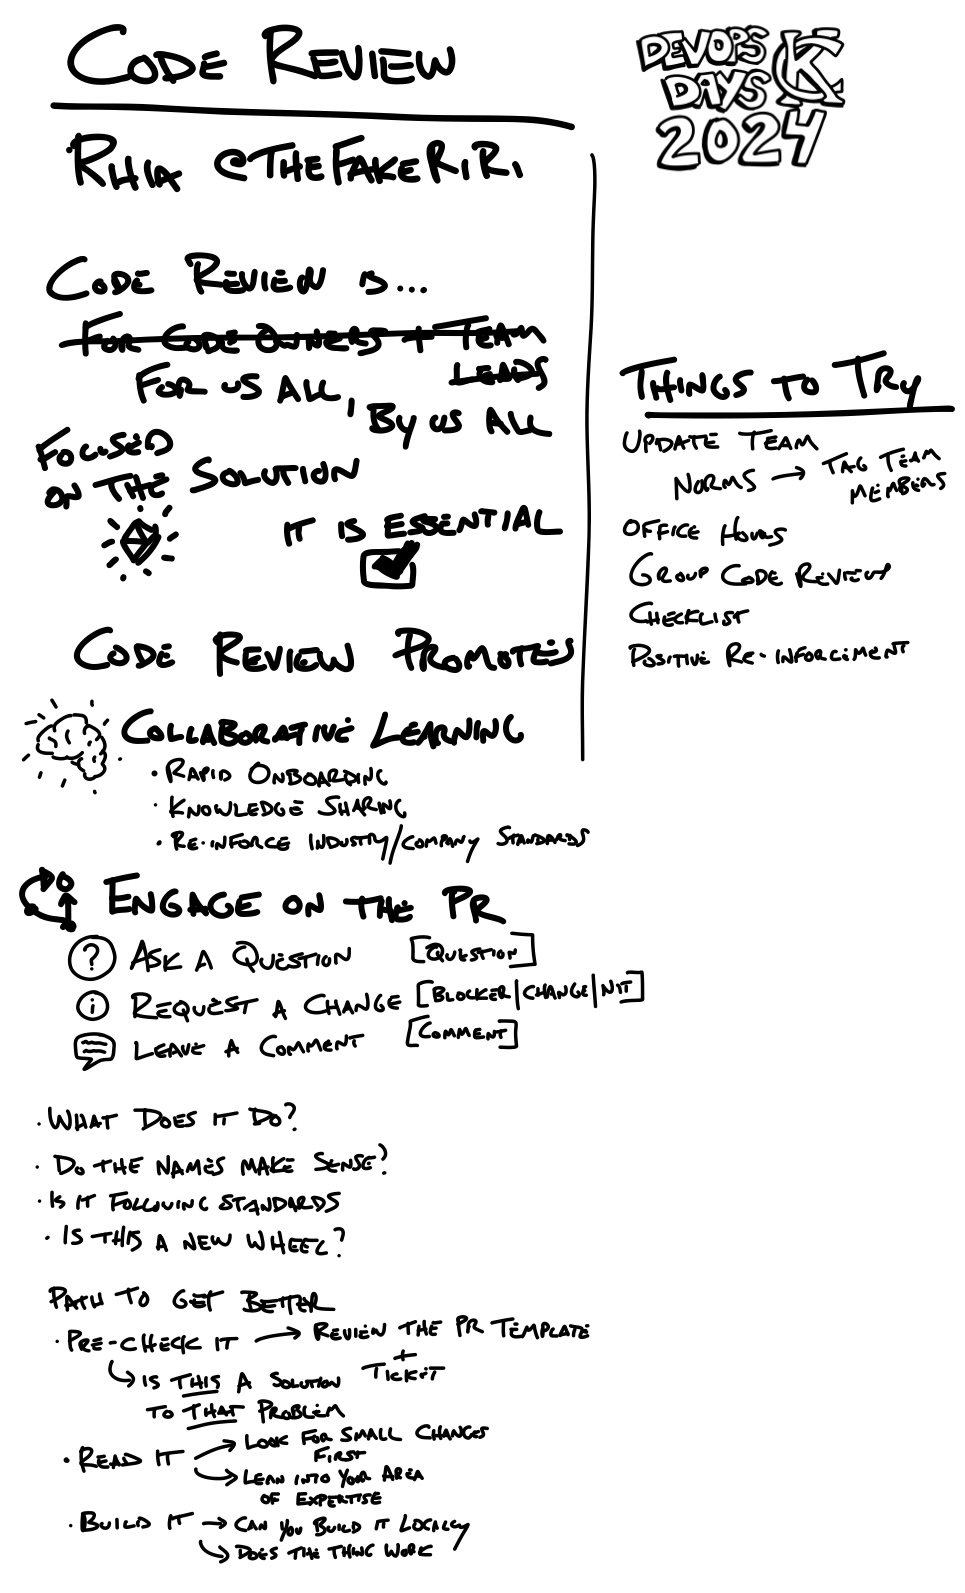 CODE REVIEW
RHIA @THEFAKERIRI
CODE REVIEW IS...
FOR CODE OWNERS + TEAM
LEADS
FOR US ALL,
BY US ALL
FOCUSED
ON THE SOLUTION
IT IS ESSENTIAL
CODE REVIEW PROMOTES
COLLABORATIVE LEARNING
• RAPID ONBOARDING
• KNOWLEDGE SHARING
• RE-INFORCE INDUSTRY/COMPANY STANDARDS
ENGAGE ON THE PR
? ASK A QUESTION [QUESTION]
i REQUEST A CHANGE [BLOCKER|CHANGE|NIT]
LEAVE A COMMENT [COMMENT]
• WHAT DOES IT DO?
• DO THE NAMES MAKE SENSE?
• IS IT FOLLOWING STANDARDS
• IS THIS A NEW WHEEL?
PATH TO GET BETTER
• PRE-CHECK IT → REVIEW THE PR TEMPLATE
+
TICKET
↳ IS THIS A SOLUTION
TO THAT PROBLEM
• READ IT → LOOK FOR SMALL CHANGES
FIRST
↳ LEAN INTO YOUR AREA
OF EXPERTISE
• BUILD IT → CAN YOU BUILD IT LOCALLY
↳ DOES THE THING WORK
DEVOPS
DAYS KC
2024
THINGS TO TRY
UPDATE TEAM
NORMS → TAG TEAM
MEMBERS
OFFICE HOURS
GROUP CODE REVIEW
CHECKLIST
POSITIVE RE-INFORCEMENT